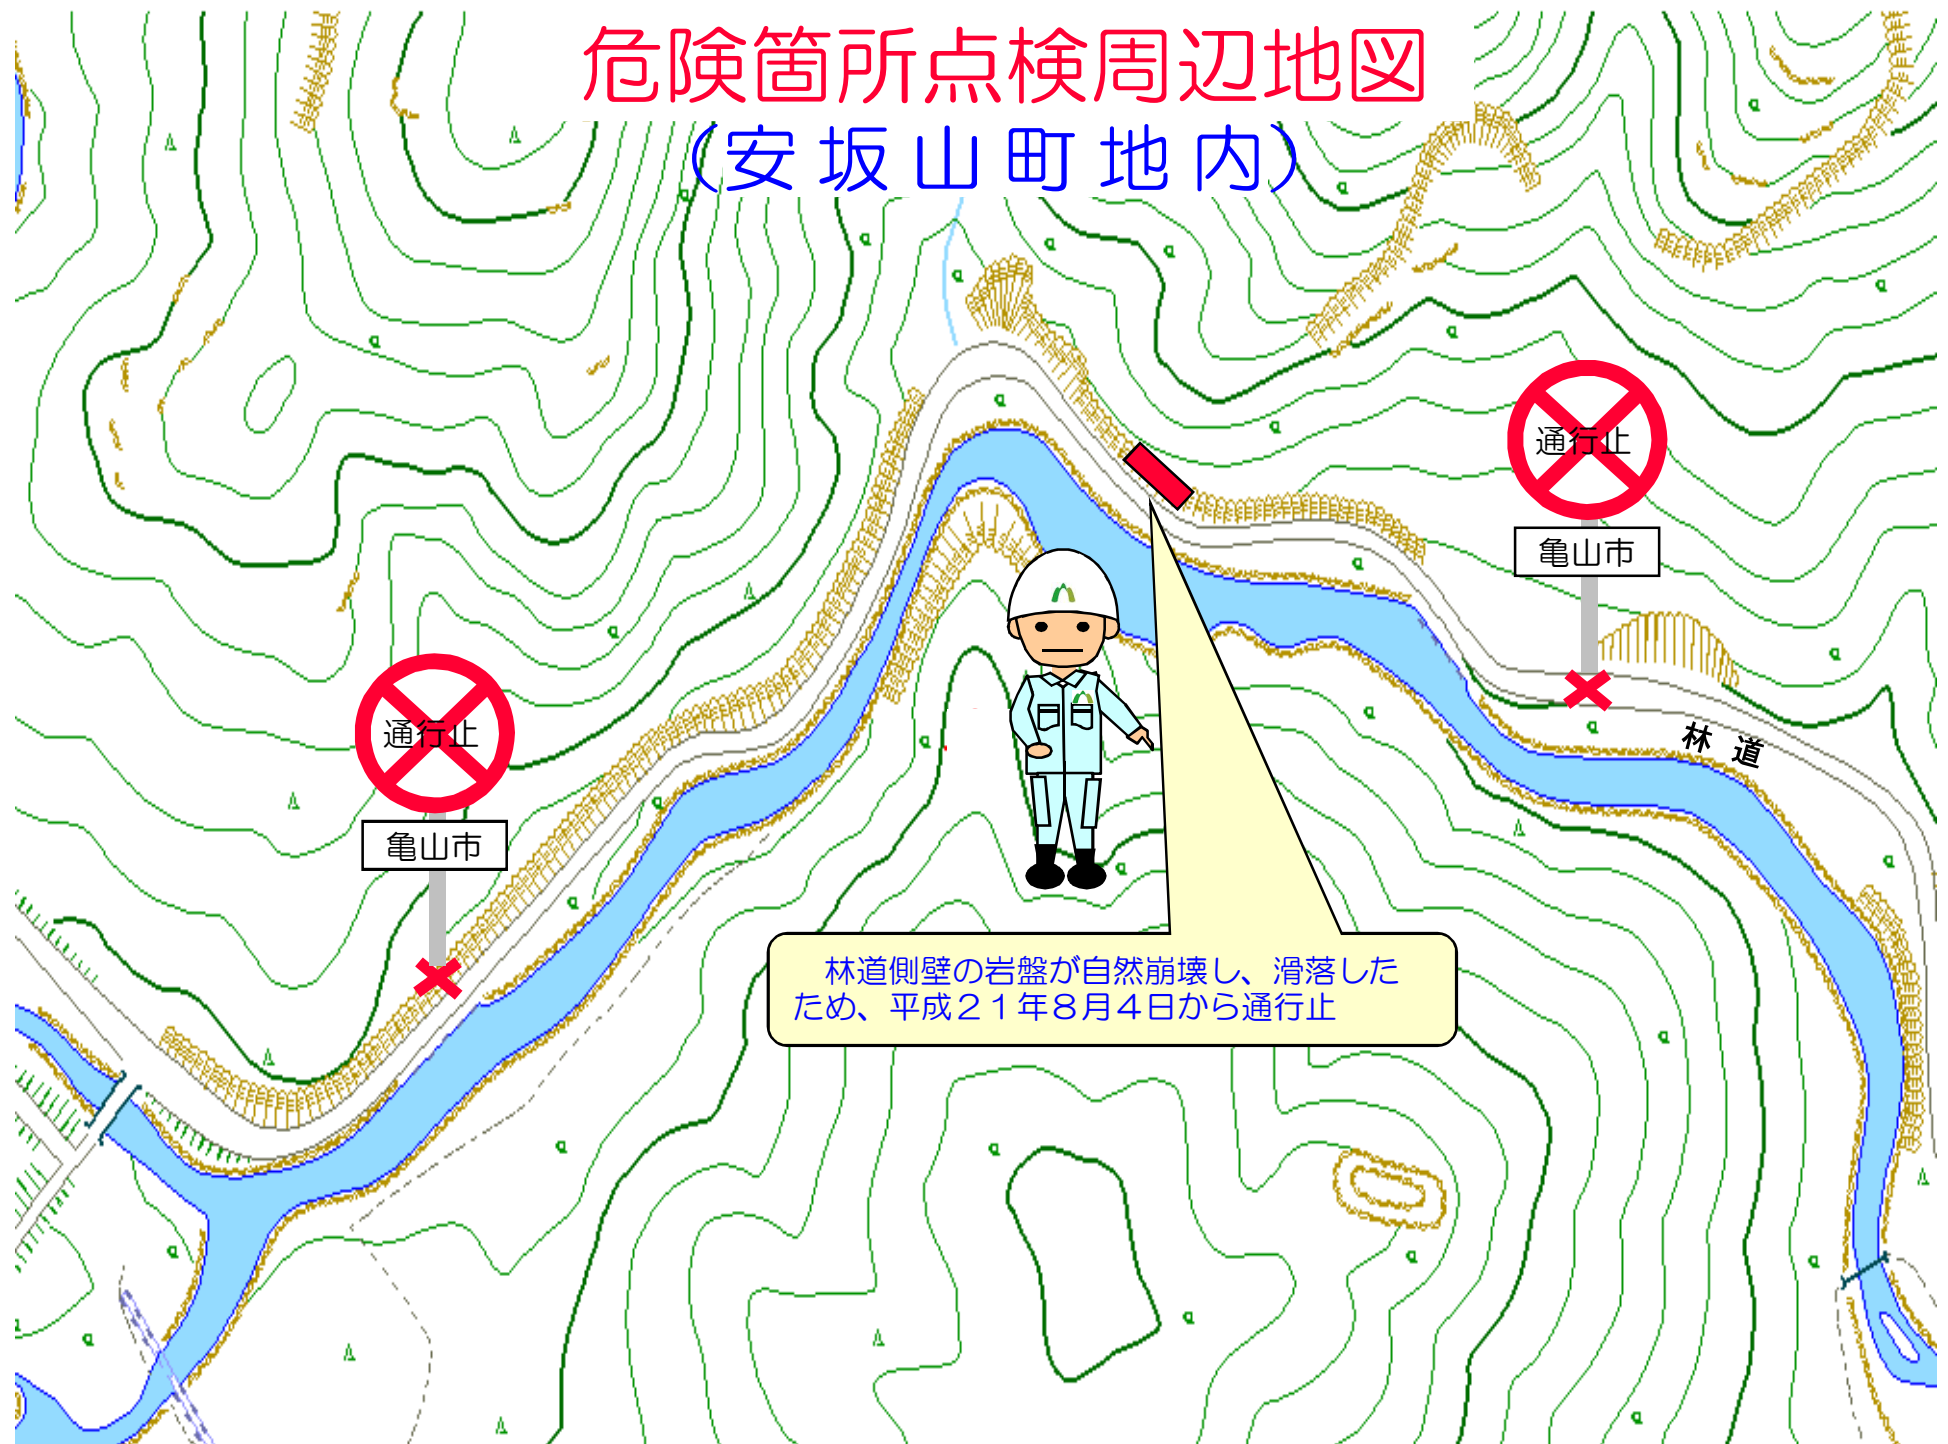 危険箇所点検周辺地図
（安坂山町地内）
通行止
亀山市
通行止
亀山市
林道
林道側壁の岩盤が自然崩壊し、滑落した
ため、平成２１年８月４日から通行止